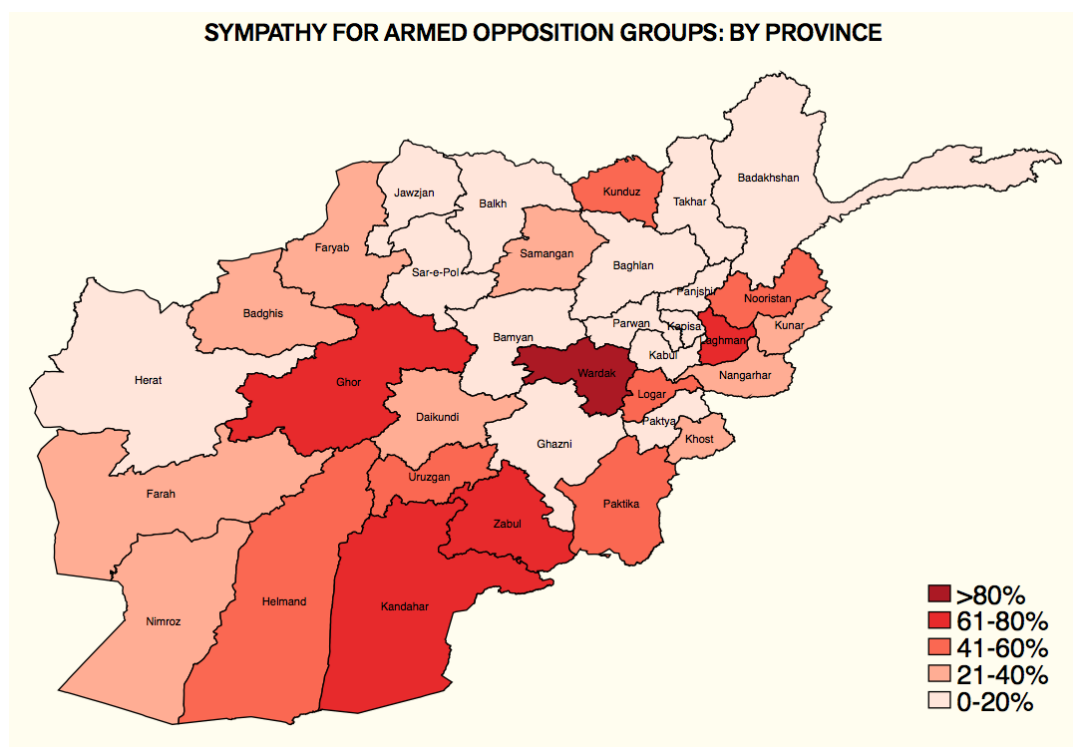 SYMPATHY FOR ARMED OPPOSITION GROUPS: BY PROVINCE
Badakhshan
Kunduz
Jawzjan
Takhar
Balkh
Faryab
Samangan
Baghlan
Sar-e-Pol
Panjshi
Nooristan
Badghis
Parwan
Kapisa
Kunar
Bamyan
aghman
Kabul
Wardak
Nangarhar
Herat
Ghor
Logar
Daikundi
Paktya
Khost
Ghazni
Uruzgan
Farah
Paktika
Zabul
Helmand
Kandahar
Nimroz
>80%
61-80%
41-60%
21-40%
0-20%